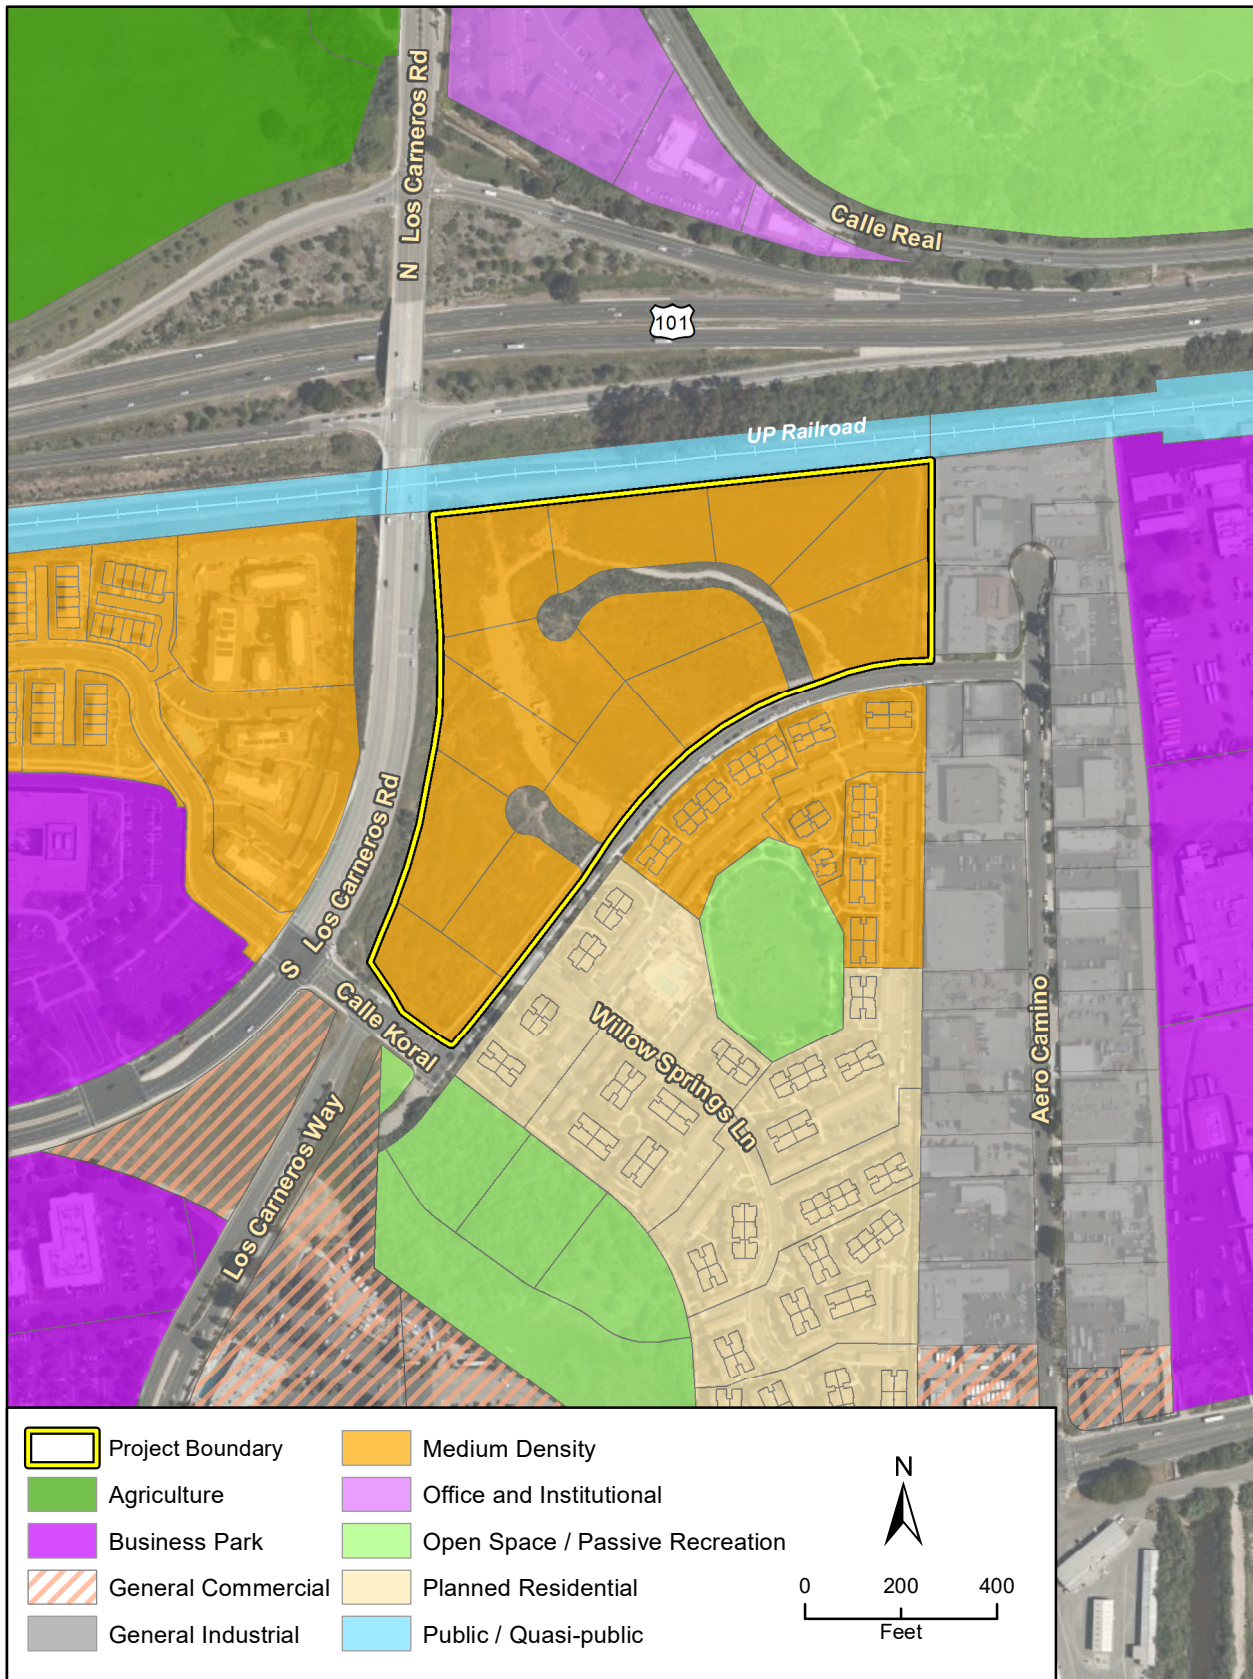 N Los Carneros Rd
Calle Real
101
UP Railroad
S Los Carneros Rd
Calle Koral
Willow Springs Ln
Aero Camino
Los Carneros Way
Project Boundary
Agriculture
Business Park
General Commercial
General Industrial
Medium Density
Office and Institutional
Open Space / Passive Recreation
Planned Residential
Public / Quasi-public
N
0 200 400
Feet